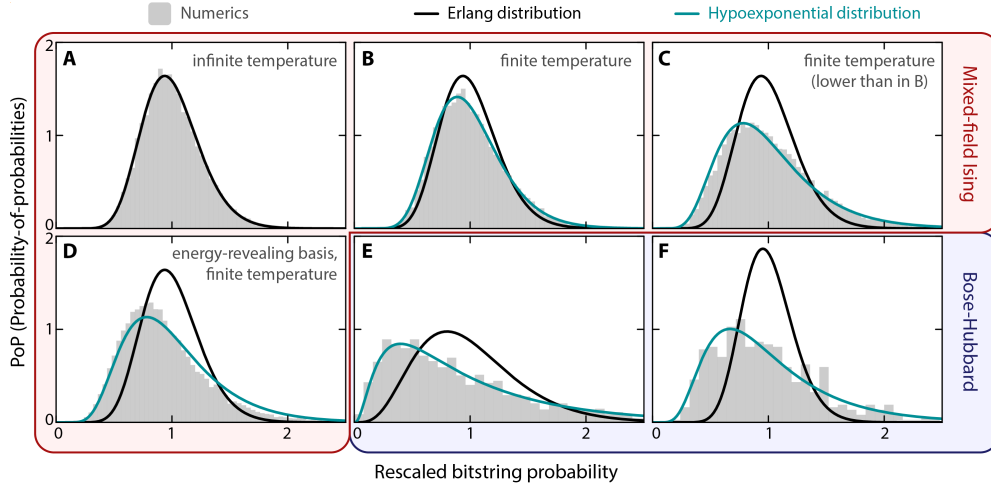 Numerics
Erlang distribution
Hypoexponential distribution
PoP (Probability-of-probabilities)
A
infinite temperature
2
1
0
B
finite temperature
C
finite temperature
(lower than in B)
Mixed-field Ising
D
energy-revealing basis,
finite temperature
2
1
0
0
1
2
E
0
1
2
F
0
1
2
Bose-Hubbard
Rescaled bitstring probability